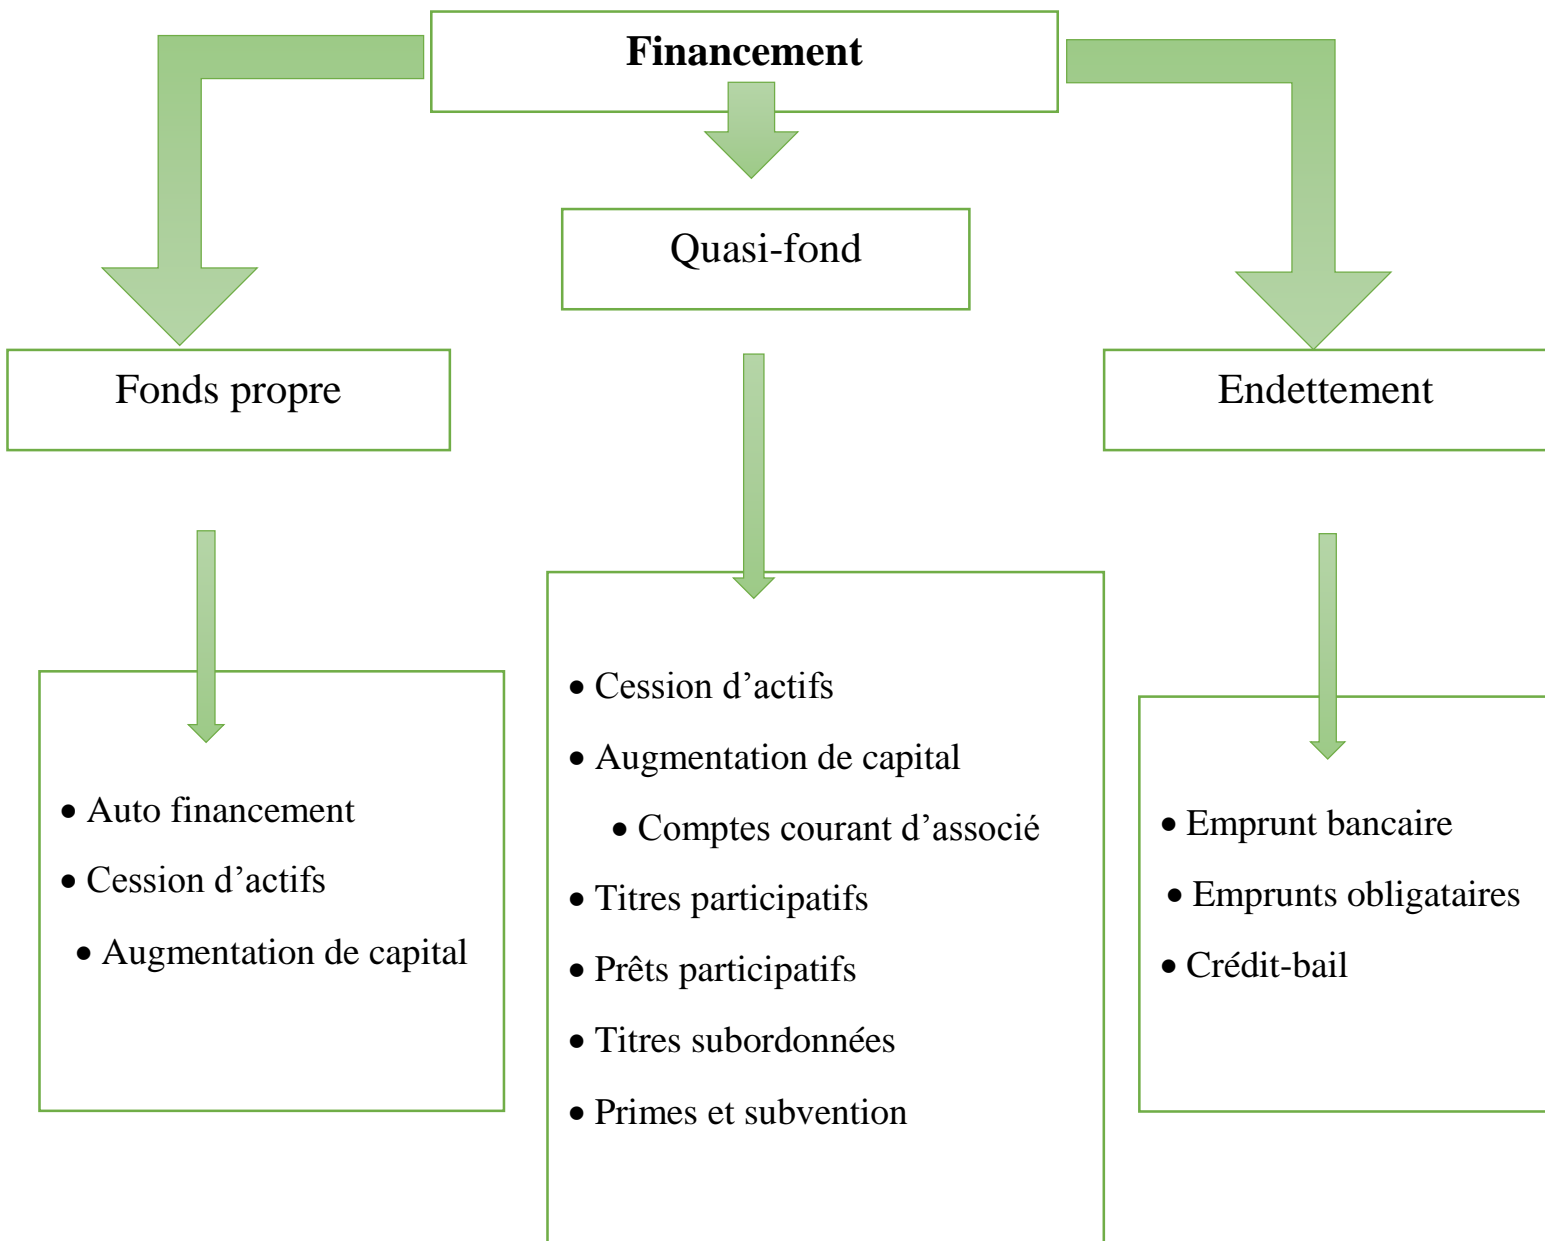 Financement
Quasi-fond
Fonds propre
Endettement
• Auto financement
• Cession d’actifs
• Augmentation de capital
• Cession d’actifs
• Augmentation de capital
• Comptes courant d’associé
• Titres participatifs
• Prêts participatifs
• Titres subordonnées
• Primes et subvention
• Emprunt bancaire
• Emprunts obligataires
• Crédit-bail